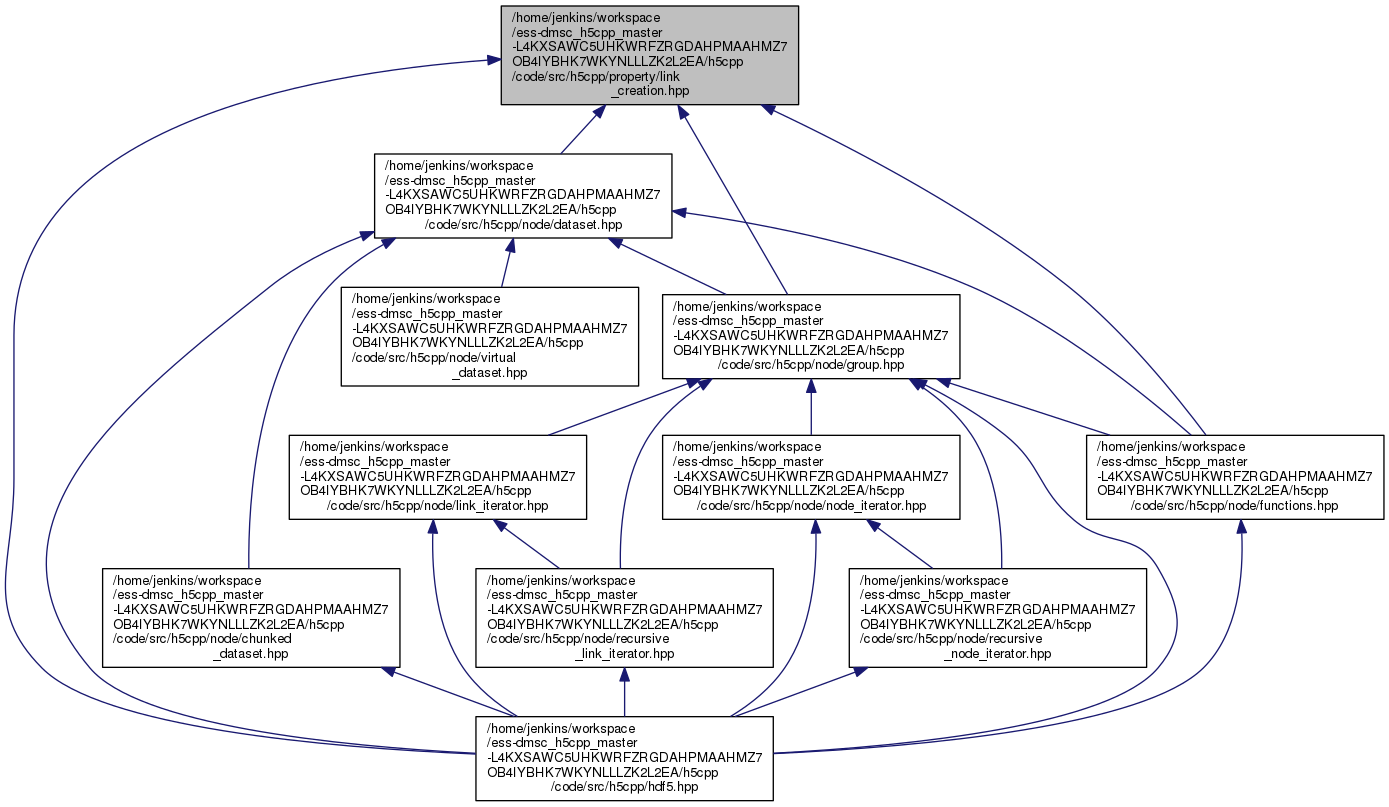 /home/jenkins/workspace
/ess-dmsc_h5cpp_master
-L4KXSAWC5UHKWRFZRGDAHPMAAHMZ7
OB4IYBHK7WKYNLLLZK2L2EA/h5cpp
/code/src/h5cpp/property/link
_creation.hpp
/home/jenkins/workspace
/ess-dmsc_h5cpp_master
-L4KXSAWC5UHKWRFZRGDAHPMAAHMZ7
OB4IYBHK7WKYNLLLZK2L2EA/h5cpp
/code/src/h5cpp/node/dataset.hpp
/home/jenkins/workspace
/ess-dmsc_h5cpp_master
-L4KXSAWC5UHKWRFZRGDAHPMAAHMZ7
OB4IYBHK7WKYNLLLZK2L2EA/h5cpp
/code/src/h5cpp/node/virtual
_dataset.hpp
/home/jenkins/workspace
/ess-dmsc_h5cpp_master
-L4KXSAWC5UHKWRFZRGDAHPMAAHMZ7
OB4IYBHK7WKYNLLLZK2L2EA/h5cpp
/code/src/h5cpp/node/group.hpp
/home/jenkins/workspace
/ess-dmsc_h5cpp_master
-L4KXSAWC5UHKWRFZRGDAHPMAAHMZ7
OB4IYBHK7WKYNLLLZK2L2EA/h5cpp
/code/src/h5cpp/node/link_iterator.hpp
/home/jenkins/workspace
/ess-dmsc_h5cpp_master
-L4KXSAWC5UHKWRFZRGDAHPMAAHMZ7
OB4IYBHK7WKYNLLLZK2L2EA/h5cpp
/code/src/h5cpp/node/node_iterator.hpp
/home/jenkins/workspace
/ess-dmsc_h5cpp_master
-L4KXSAWC5UHKWRFZRGDAHPMAAHMZ7
OB4IYBHK7WKYNLLLZK2L2EA/h5cpp
/code/src/h5cpp/node/functions.hpp
/home/jenkins/workspace
/ess-dmsc_h5cpp_master
-L4KXSAWC5UHKWRFZRGDAHPMAAHMZ7
OB4IYBHK7WKYNLLLZK2L2EA/h5cpp
/code/src/h5cpp/node/chunked
_dataset.hpp
/home/jenkins/workspace
/ess-dmsc_h5cpp_master
-L4KXSAWC5UHKWRFZRGDAHPMAAHMZ7
OB4IYBHK7WKYNLLLZK2L2EA/h5cpp
/code/src/h5cpp/node/recursive
_link_iterator.hpp
/home/jenkins/workspace
/ess-dmsc_h5cpp_master
-L4KXSAWC5UHKWRFZRGDAHPMAAHMZ7
OB4IYBHK7WKYNLLLZK2L2EA/h5cpp
/code/src/h5cpp/node/recursive
_node_iterator.hpp
/home/jenkins/workspace
/ess-dmsc_h5cpp_master
-L4KXSAWC5UHKWRFZRGDAHPMAAHMZ7
OB4IYBHK7WKYNLLLZK2L2EA/h5cpp
/code/src/h5cpp/hdf5.hpp